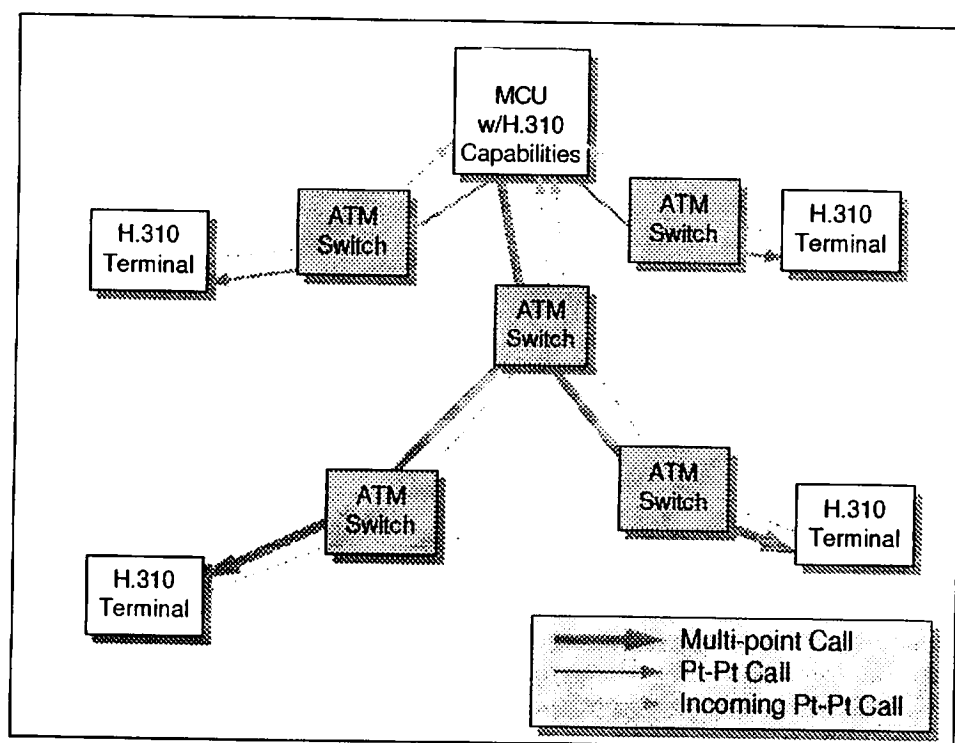 MCU
w/H.310
Capabilities
ATM
Switch
H.310
Terminal
ATM
Switch
H.310
Terminal
ATM
Switch
ATM
Switch
ATM
Switch
H.310
Terminal
H.310
Terminal
Multi-point Call
Pt-Pt Call
Incoming Pt-Pt Call